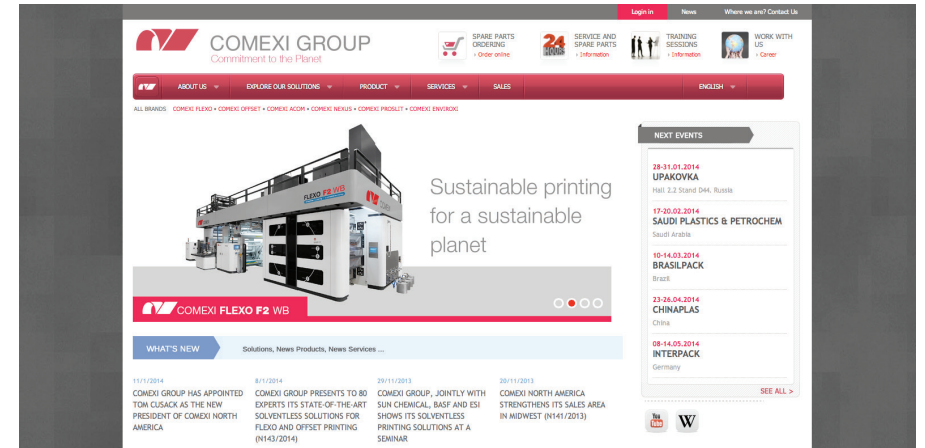 Login in
News
Where we are? Contact Us
COMEXI GROUP
Commitment to the Planet
SPARE PARTS
ORDERING
› Order online
24
HOURS
SERVICE AND
SPARE PARTS
› Information
TRAINING
SESSIONS
› Information
WORK WITH
US
› Career
ABOUT US
EXPLORE OUR SOLUTIONS
PRODUCT
SERVICES
SALES
ENGLISH
ALL BRANDS COMEXI FLEXO • COMEXI OFFSET • COMEXI ACOM • COMEXI NEXUS • COMEXI PROSLIT • COMEXI ENVIROXI
FLEXO F2 WB
Sustainable printing
for a sustainable
planet
COMEXI FLEXO F2 WB
NEXT EVENTS
28-31.01.2014
UPAKOVKA
Hall 2.2 Stand D44, Russia
17-20.02.2014
SAUDI PLASTICS & PETROCHEM
Saudi Arabia
10-14.03.2014
BRASILPACK
Brazil
23-26.04.2014
CHINAPLAS
China
08-14.05.2014
INTERPACK
Germany
SEE ALL >
You
Tube
W
WHAT'S NEW
Solutions, News Products, News Services ...
11/1/2014
COMEXI GROUP HAS APPOINTED
TOM CUSACK AS THE NEW
PRESIDENT OF COMEXI NORTH
AMERICA
8/1/2014
COMEXI GROUP PRESENTS TO 80
EXPERTS ITS STATE-OF-THE-ART
SOLVENTLESS SOLUTIONS FOR
FLEXO AND OFFSET PRINTING
(N143/2014)
29/11/2013
COMEXI GROUP, JOINTLY WITH
SUN CHEMICAL, BASF AND ESI
SHOWS ITS SOLVENTLESS
PRINTING SOLUTIONS AT A
SEMINAR
20/11/2013
COMEXI NORTH AMERICA
STRENGTHENS ITS SALES AREA
IN MIDWEST (N141/2013)